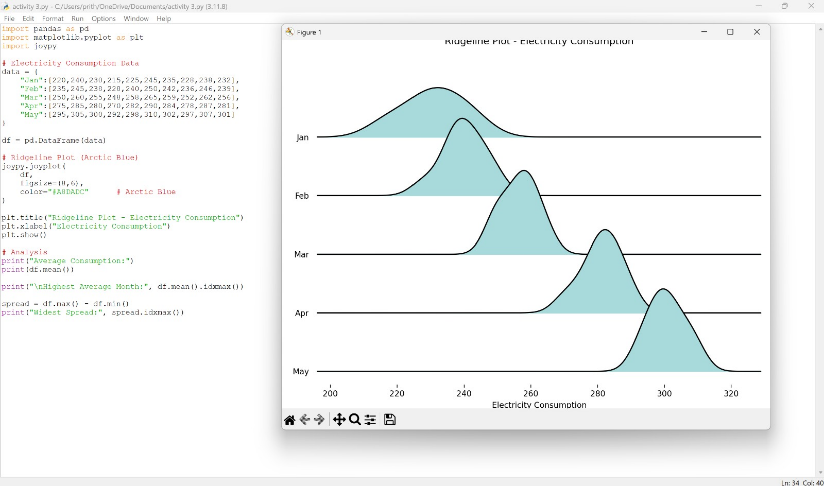 activity 3.py - C:/Users/prith/OneDrive/Documents/activity 3.py (3.11.8)
File Edit Format Run Options Window Help
import pandas as pd
import matplotlib.pyplot as plt
import joypy
# Electricity Consumption Data
data = {
"Jan":[220,240,230,215,225,245,235,228,238,232],
"Feb":[235,245,238,228,240,250,242,236,246,239],
"Mar":[250,260,255,248,258,265,259,252,262,256],
"Apr":[275,285,280,270,282,290,284,278,287,281],
"May":[295,305,300,292,298,310,302,297,307,301]
}
df = pd.DataFrame(data)
# Ridgeline Plot (Arctic Blue)
joypy.joyplot(
df,
figsize=(8,6),
color="#A8DADC" # Arctic Blue
)
plt.title("Ridgeline Plot - Electricity Consumption")
plt.xlabel("Electricity Consumption")
plt.show()
# Analysis
print("Average Consumption:")
print(df.mean())
print("\nHighest Average Month:", df.mean().idxmax())
spread = df.max() - df.min()
print("Widest Spread:", spread.idxmax())
Figure 1
Ridgeline Plot - Electricity Consumption
Jan
Feb
Mar
Apr
May
200 220 240 260 280 300 320
Electricity Consumption
Ln: 34 Col: 40